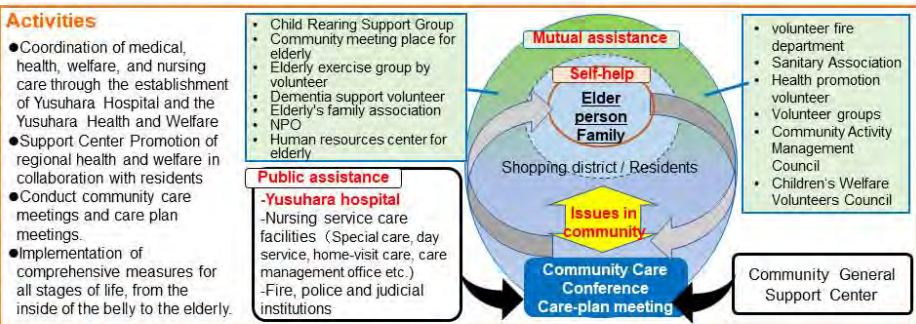 Activities
●Coordination of medical,
health, welfare, and nursing
care through the establishment
of Yusuhara Hospital and the
Yusuhara Health and Welfare
●Support Center Promotion of
regional health and welfare in
collaboration with residents
●Conduct community care
meetings and care plan
meetings.
●Implementation of
comprehensive measures for
all stages of life, from the
inside of the belly to the elderly.
• Child Rearing Support Group
• Community meeting place for
elderly
• Elderly exercise group by
volunteer
• Dementia support volunteer
• Elderly's family association
• NPO
• Human resources center for
elderly
Public assistance
-Yusuhara hospital
-Nursing service care
facilities（Special care, day
service, home-visit care, care
management office etc.)
-Fire, police and judicial
institutions
Mutual assistance
Self-help
Elder
person
Family
Shopping district / Residents
Issues in
community
Community Care
Conference
Care-plan meeting
• volunteer fire
department
• Sanitary Association
• Health promotion
volunteer
• Volunteer groups
• Community Activity
Management
Council
• Children's Welfare
Volunteers Council
Community General
Support Center